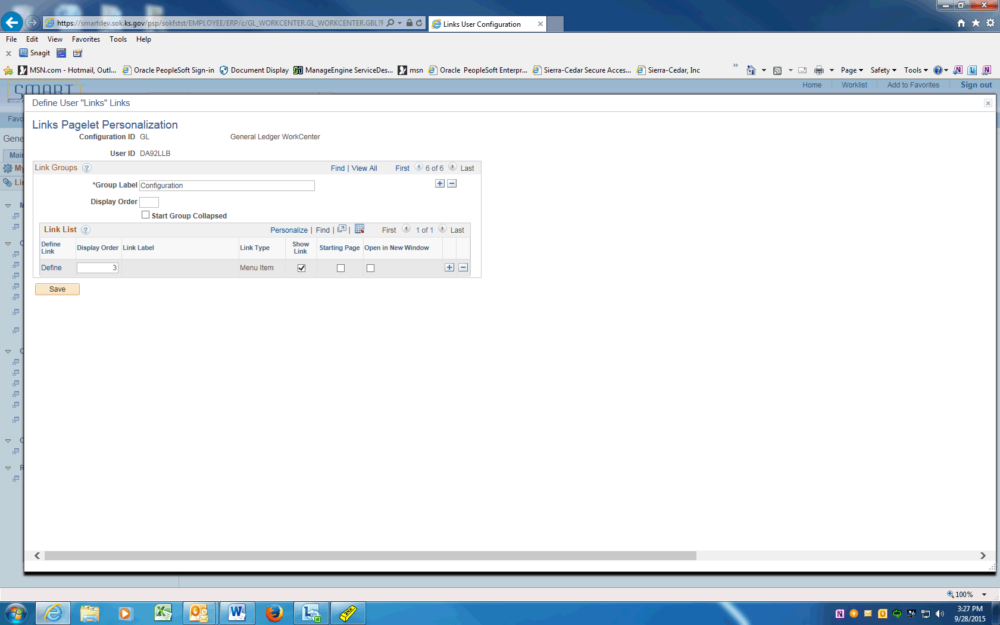 https://smartdev.sok.ks.gov/psp/sokfstst/EMPLOYEE/ERP/c/GL_WORKCENTER.GL_WORKCENTER.GBL?F
Links User Configuration
File Edit View Favorites Tools Help
x Snagit
MSN.com - Hotmail, Outl... Oracle PeopleSoft Sign-in Document Display ManageEngine ServiceDes... msn Oracle PeopleSoft Enterpr... Sierra-Cedar Secure Acces... Sierra-Cedar, Inc » Page Safety Tools
SMART
Home Worklist Add to Favorites Sign out
Define User "Links" Links
Favo
Links Pagelet Personalization
Configuration ID GL General Ledger WorkCenter
Gene
User ID DA92LLB
Mair
Link Groups ? Find | View All First 6 of 6 Last
My
Lin
*Group Label Configuration
Display Order
Start Group Collapsed
Link List ? Personalize | Find | | First 1 of 1 Last
Define Link Display Order Link Label Link Type Show Link Starting Page Open in New Window
Define 3 Menu Item
Save
100%
3:27 PM
9/28/2015